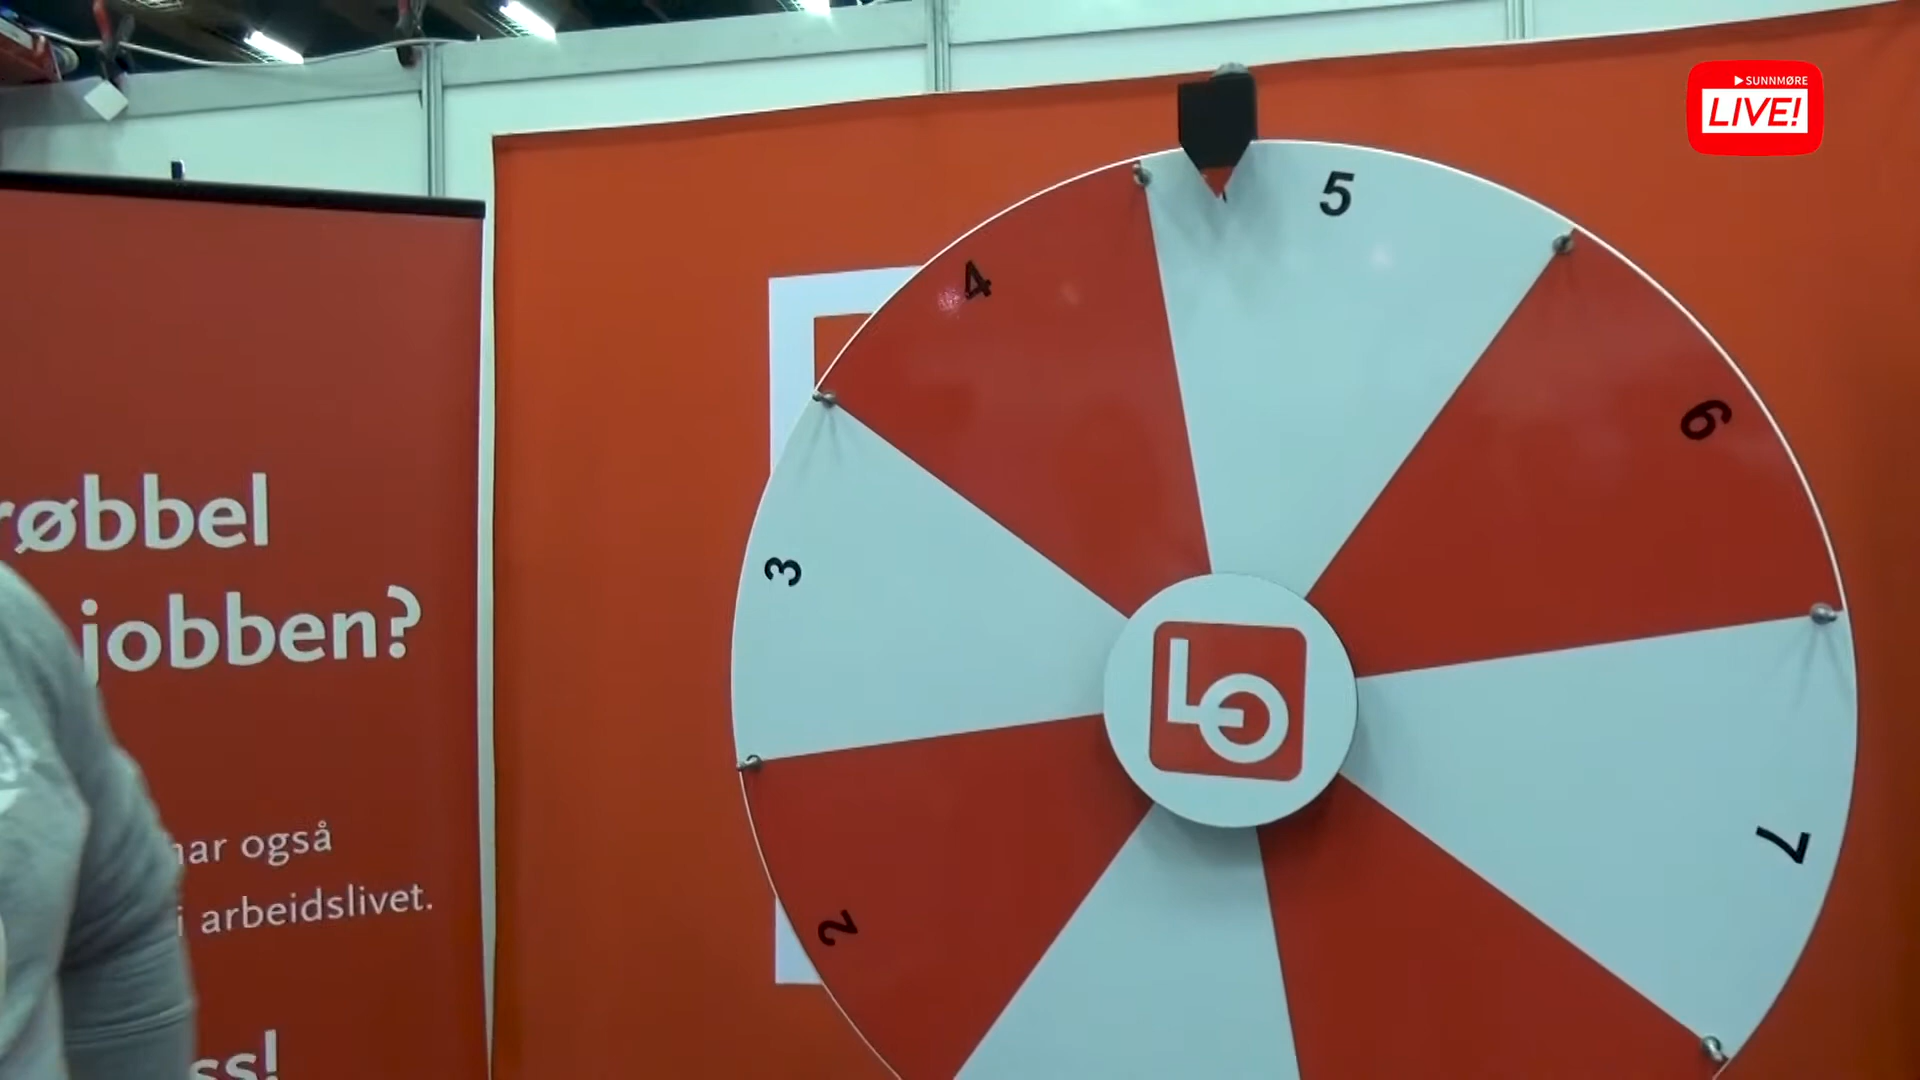 SUNNMØRE
LIVE!
røbbel
jobben?
har også
i arbeidslivet.
ss!
5
4
6
3
7
2
LO